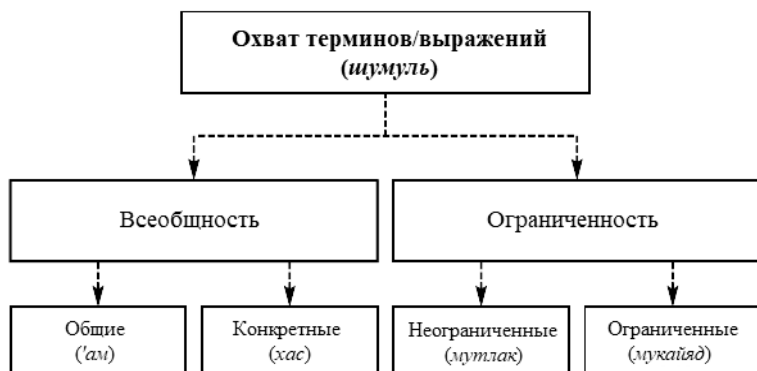 Охват терминов/выражений
(шумуль)
Всеобщность
Ограниченность
Общие
('ам)
Конкретные
(хас)
Неограниченные
(мутлак)
Ограниченные
(мукайяд)